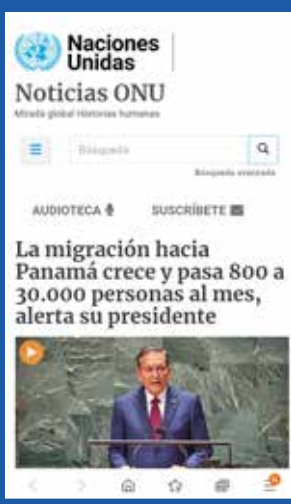 Naciones
Unidas
Noticias ONU
Mirada global Historias humanas
Búsqueda
Búsqueda avanzada
AUDIOTECA
SUSCRÍBETE
La migración hacia
Panamá crece y pasa 800 a
30.000 personas al mes,
alerta su presidente